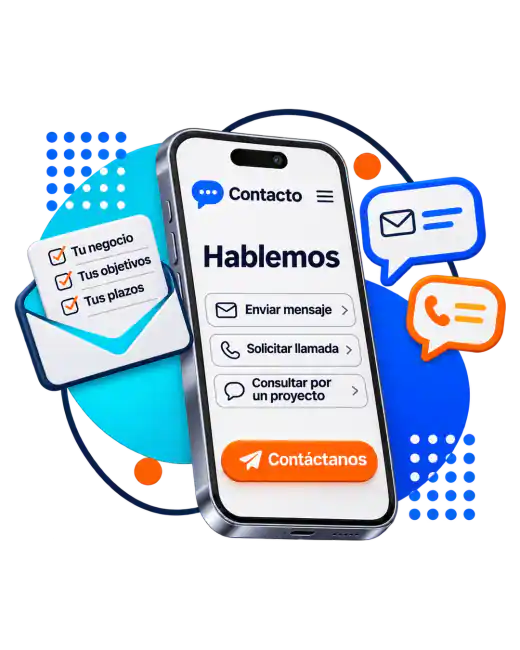 Contacto
Hablemos
Enviar mensaje
Solicitar llamada
Consultar por
un proyecto
Contáctanos
Tu negocio
Tus objetivos
Tus plazos